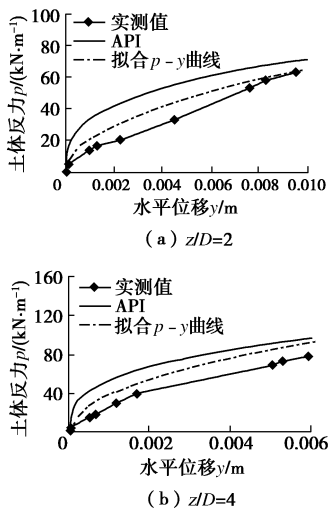 100
80
60
40
20
0
土体反力p/(kN·m⁻¹)
实测值
API
拟合p－y曲线
0.002 0.004 0.006 0.008 0.010
水平位移y/m
(a) z/D=2
160
120
80
40
0
土体反力p/(kN·m⁻¹)
实测值
API
拟合p－y曲线
0.002 0.004 0.006
水平位移y/m
(b) z/D=4